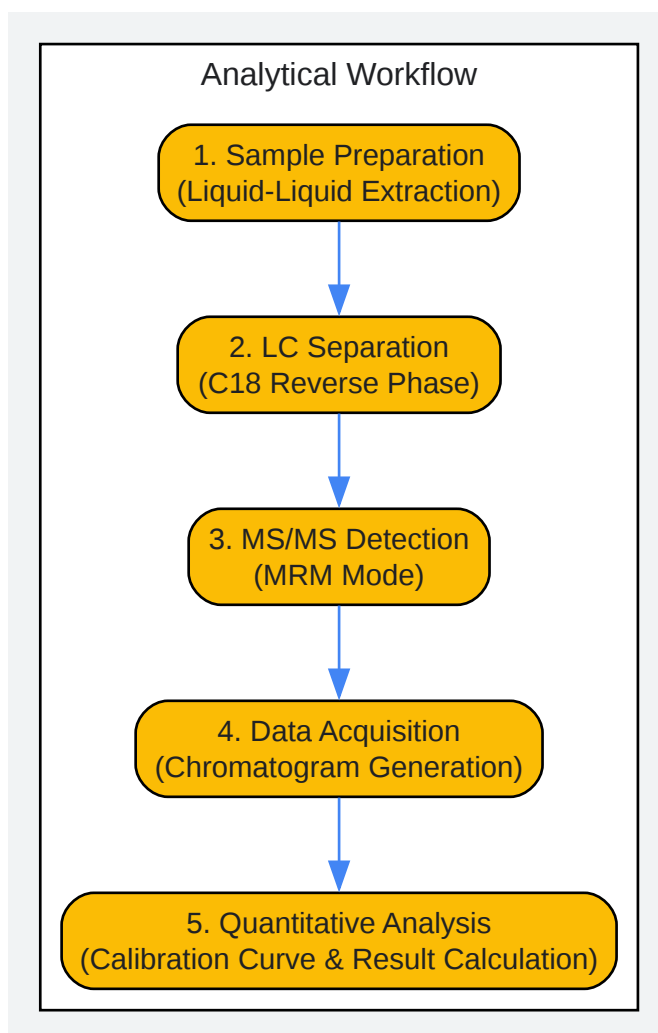 Analytical Workflow
1. Sample Preparation
(Liquid-Liquid Extraction)
2. LC Separation
(C18 Reverse Phase)
3. MS/MS Detection
(MRM Mode)
4. Data Acquisition
(Chromatogram Generation)
5. Quantitative Analysis
(Calibration Curve & Result Calculation)